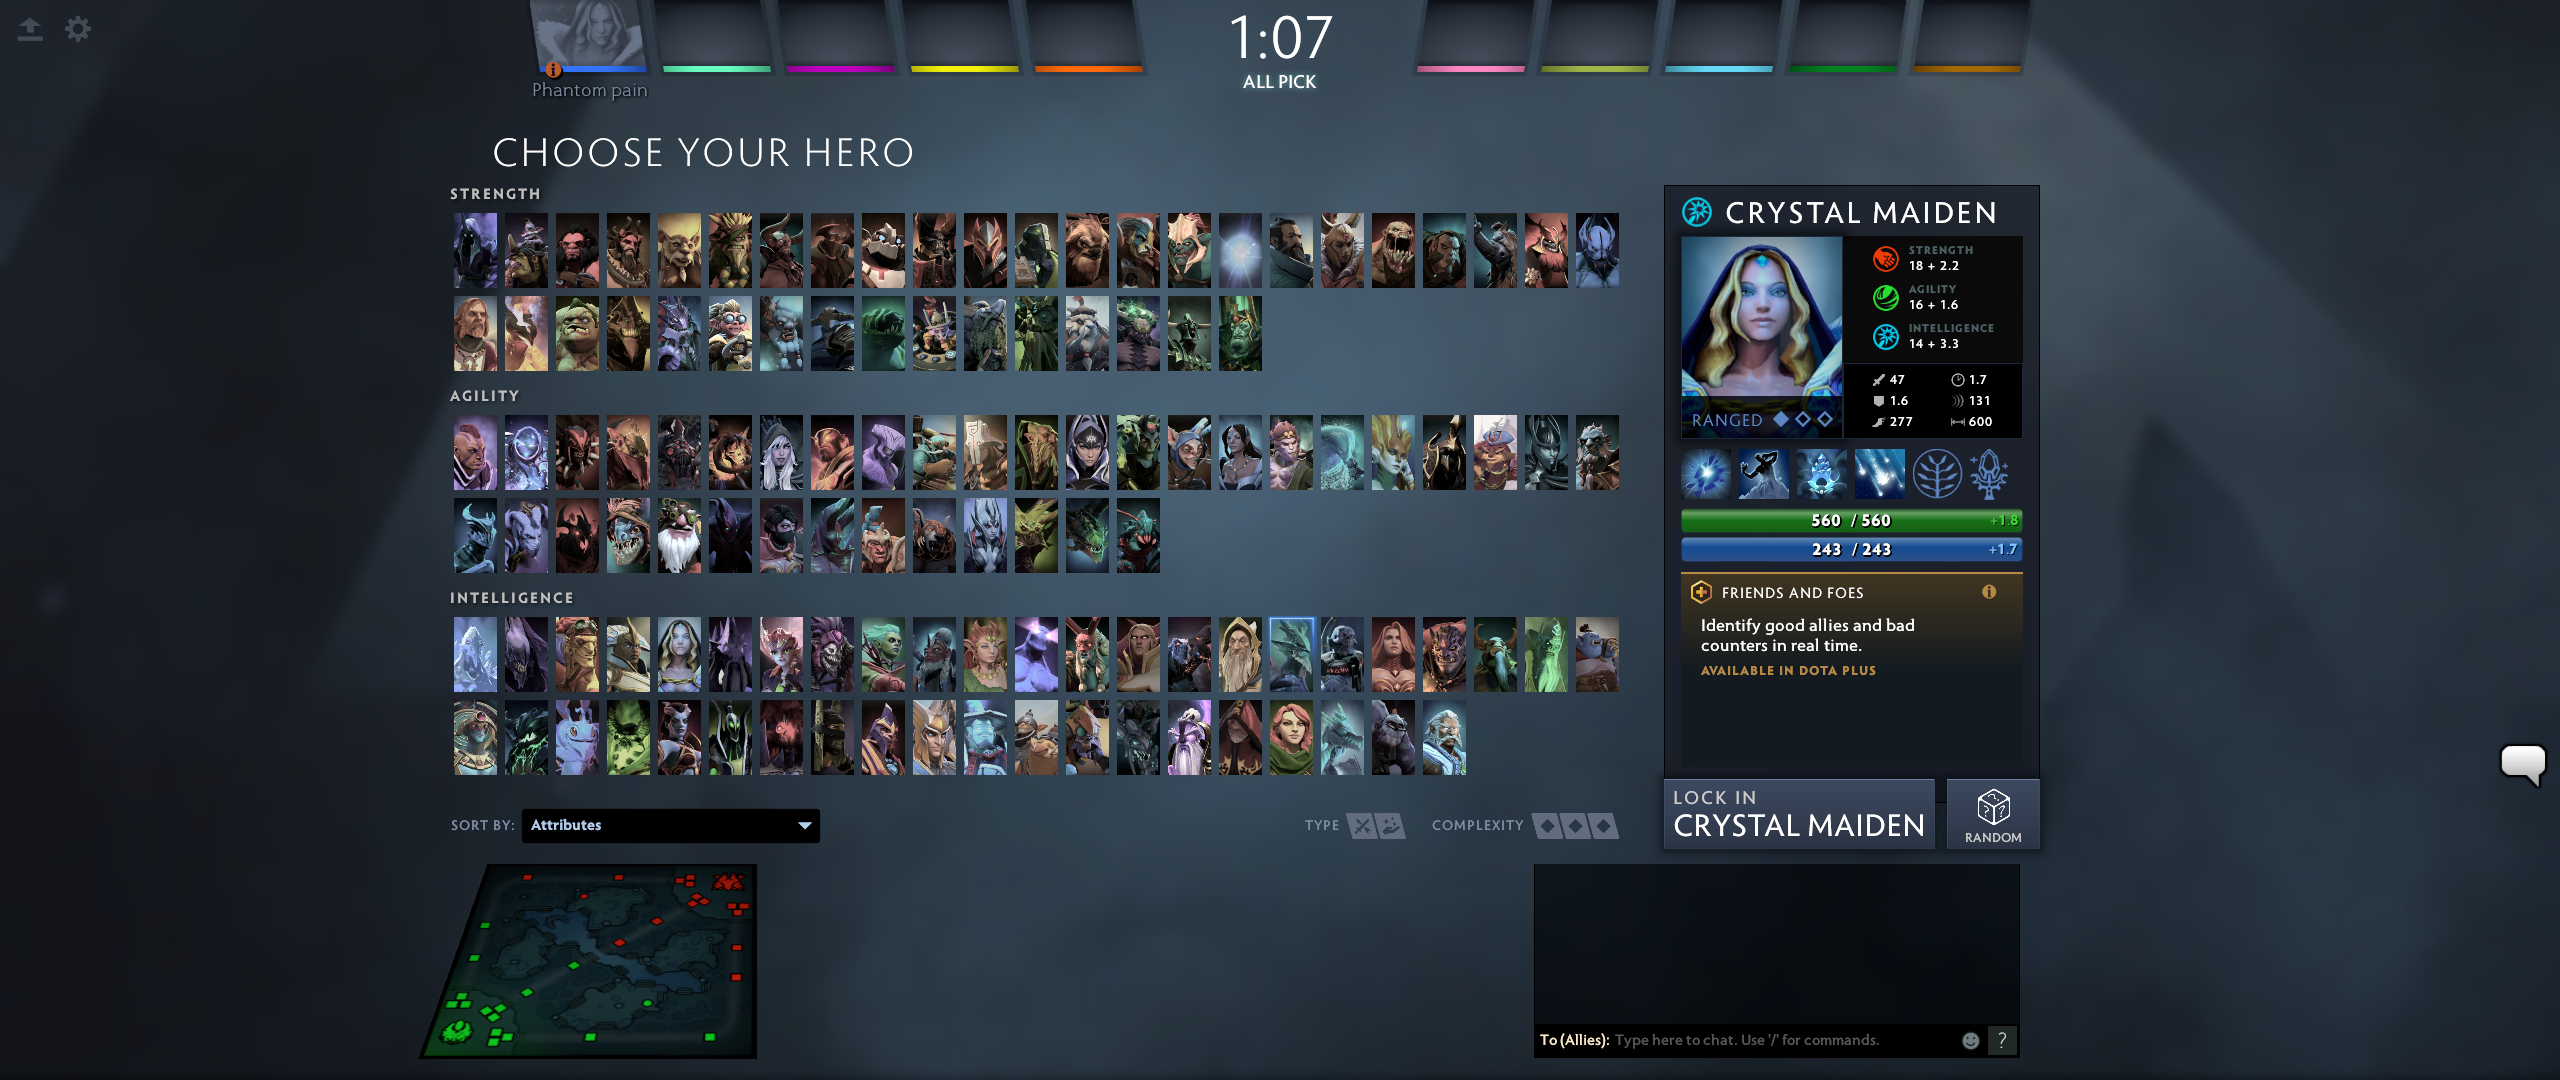 1:07
ALL PICK
Phantom pain
CHOOSE YOUR HERO
STRENGTH
AGILITY
INTELLIGENCE
CRYSTAL MAIDEN
STRENGTH
18 + 2.2
AGILITY
16 + 1.6
INTELLIGENCE
14 + 3.3
RANGED
47 1.7
1.6 131
277 600
560 / 560 +1.8
243 / 243 +1.7
FRIENDS AND FOES
Identify good allies and bad
counters in real time.
AVAILABLE IN DOTA PLUS
LOCK IN
CRYSTAL MAIDEN
RANDOM
SORT BY: Attributes
TYPE COMPLEXITY
To (Allies): Type here to chat. Use '/' for commands. ?